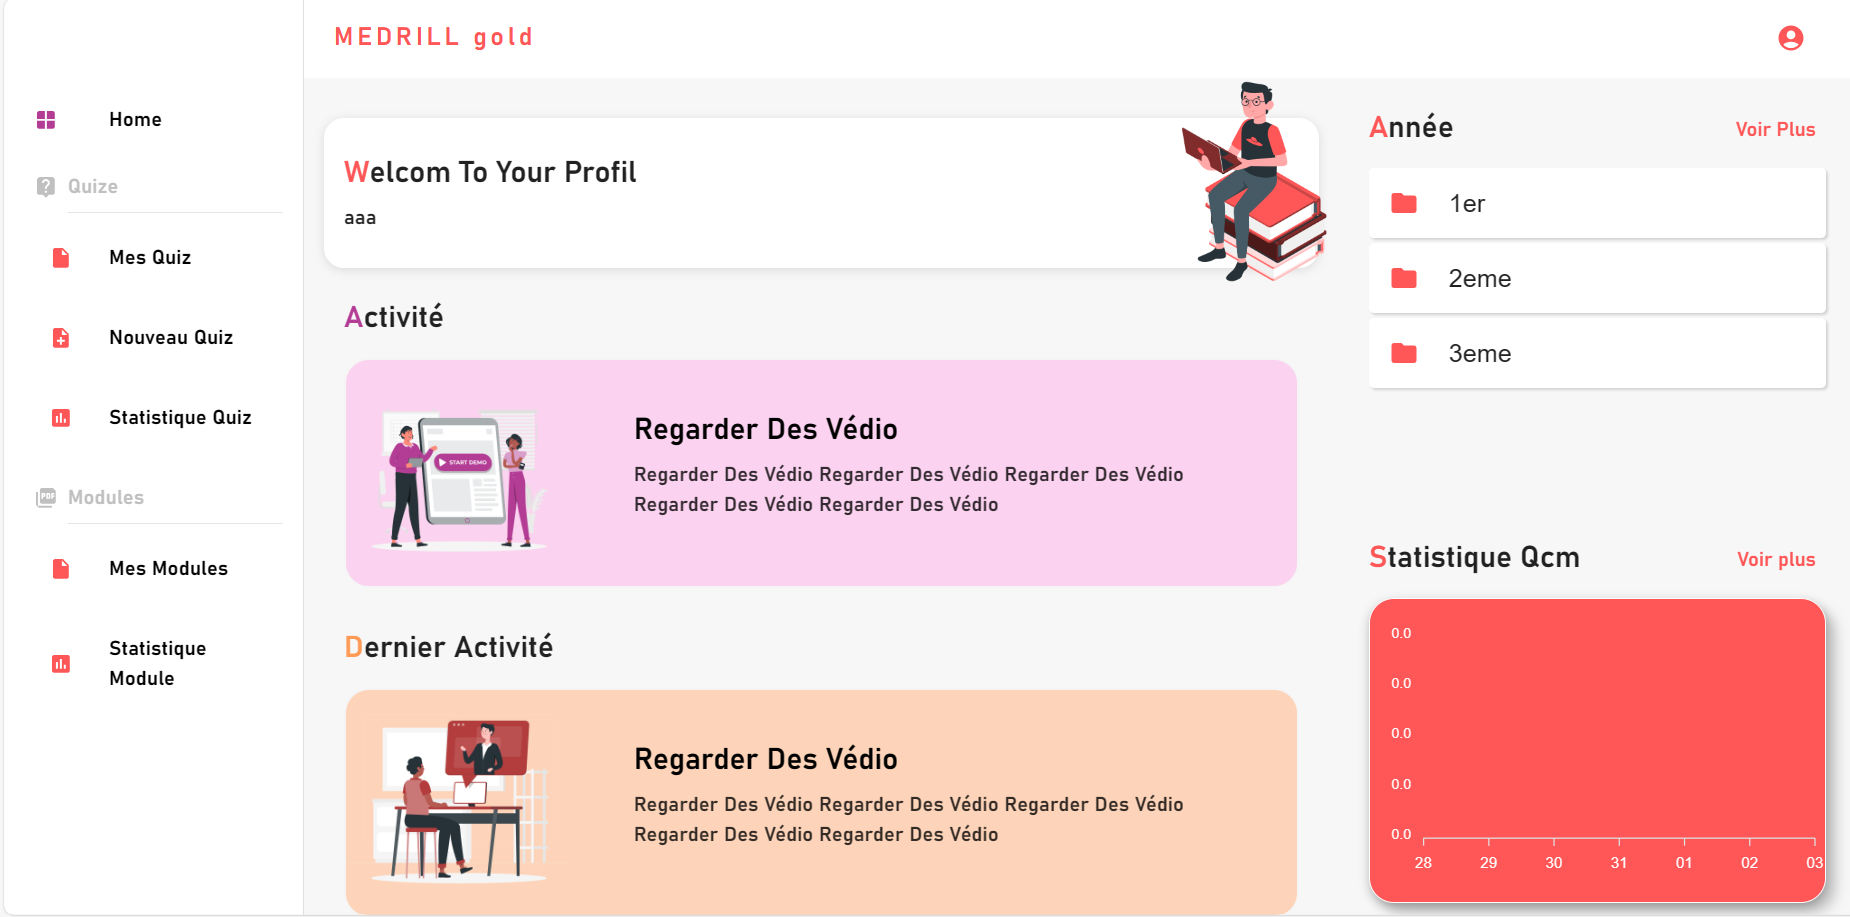 MEDRILL gold
Home
Quize
Mes Quiz
Nouveau Quiz
Statistique Quiz
PDF
Modules
Mes Modules
Statistique
Module
Welcom To Your Profil
aaa
Activité
START DEMO
Regarder Des Védio
Regarder Des Védio Regarder Des Védio Regarder Des Védio
Regarder Des Védio Regarder Des Védio
Dernier Activité
Regarder Des Védio
Regarder Des Védio Regarder Des Védio Regarder Des Védio
Regarder Des Védio Regarder Des Védio
Année
Voir Plus
1er
2eme
3eme
Statistique Qcm
Voir plus
0.0
0.0
0.0
0.0
0.0
28 29 30 31 01 02 03